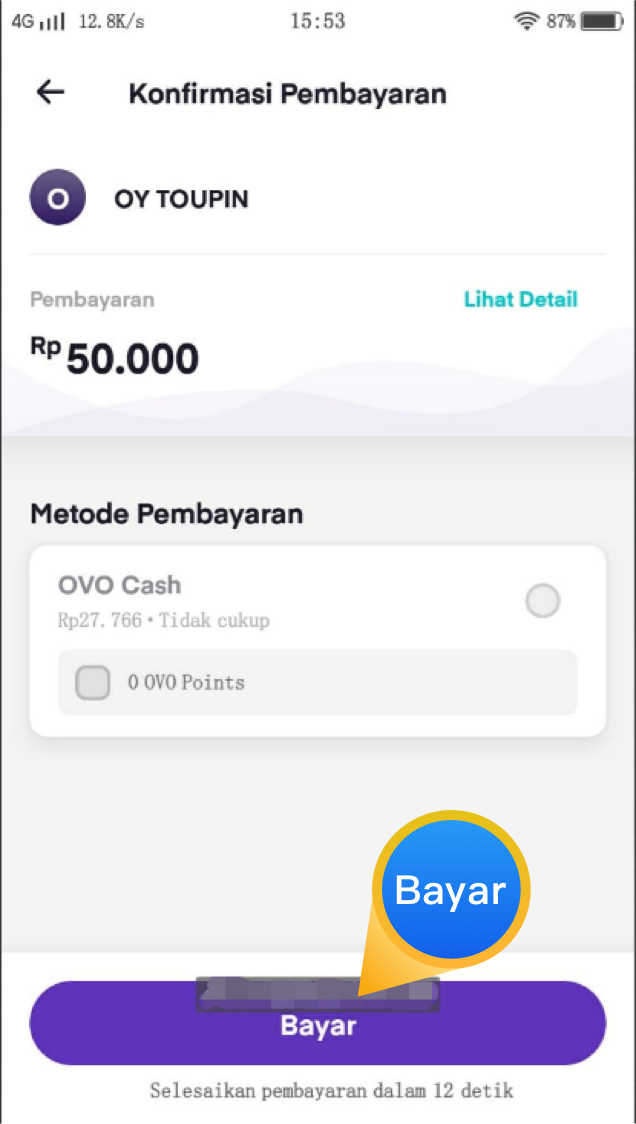 4G 12.8K/s 15:53 87%
Konfirmasi Pembayaran
O OY TOUPIN
Pembayaran Lihat Detail
Rp 50.000
Metode Pembayaran
OVO Cash
Rp27.766 • Tidak cukup
0 OVO Points
Bayar
Bayar
Selesaikan pembayaran dalam 12 detik